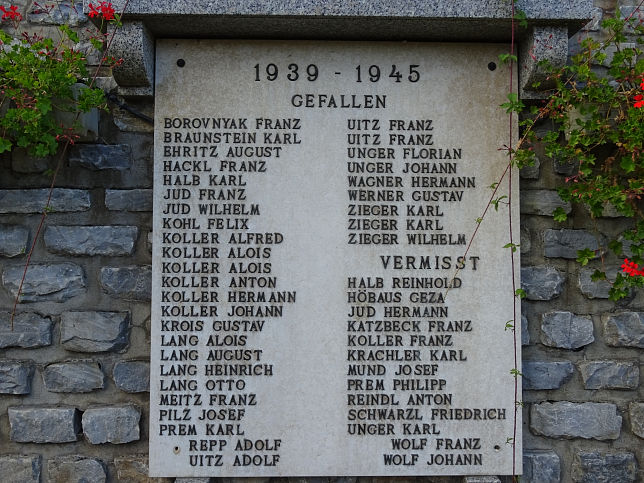 1939 - 1945
GEFALLEN
BOROVNYAK FRANZ
BRAUNSTEIN KARL
EHRITZ AUGUST
HACKL FRANZ
HALB KARL
JUD FRANZ
JUD WILHELM
KOHL FELIX
KOLLER ALFRED
KOLLER ALOIS
KOLLER ALOIS
KOLLER ANTON
KOLLER HERMANN
KOLLER JOHANN
KROIS GUSTAV
LANG ALOIS
LANG AUGUST
LANG HEINRICH
LANG OTTO
MEITZ FRANZ
PILZ JOSEF
PREM KARL
REPP ADOLF
UITZ ADOLF
UITZ FRANZ
UITZ FRANZ
UNGER FLORIAN
UNGER JOHANN
WAGNER HERMANN
WERNER GUSTAV
ZIEGER KARL
ZIEGER KARL
ZIEGER WILHELM
VERMISST
HALB REINHOLD
HÖBAUS GEZA
JUD HERMANN
KATZBECK FRANZ
KOLLER FRANZ
KRACHLER KARL
MUND JOSEF
PREM PHILIPP
REINDL ANTON
SCHWARZL FRIEDRICH
UNGER KARL
WOLF FRANZ
WOLF JOHANN